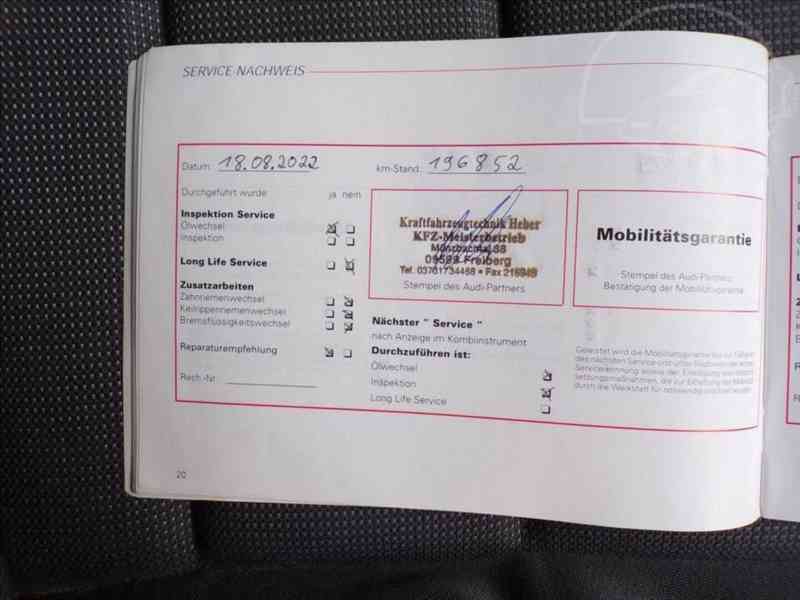 SERVICE-NACHWEIS
Datum: 18.08.2022
km-Stand: 196852
Durchgeführt wurde ja nein
Inspektion Service
Ölwechsel
Inspektion
Long Life Service
Zusatzarbeiten
Zahnriemenwechsel
Keilrippenriemenwechsel
Bremsflüssigkeitswechsel
Reparaturempfehlung
Rech.-Nr.
Kraftfahrzeugtechnik Heber
KFZ-Meisterbetrieb
09599 Freiberg
Stempel des Audi-Partners
Nächster " Service "
nach Anzeige im Kombiinstrument
Durchzuführen ist:
Ölwechsel
Inspektion
Long Life Service
Mobilitätsgarantie
Stempel des Audi-Partners
Bestätigung der Mobilitätsgarantie
20